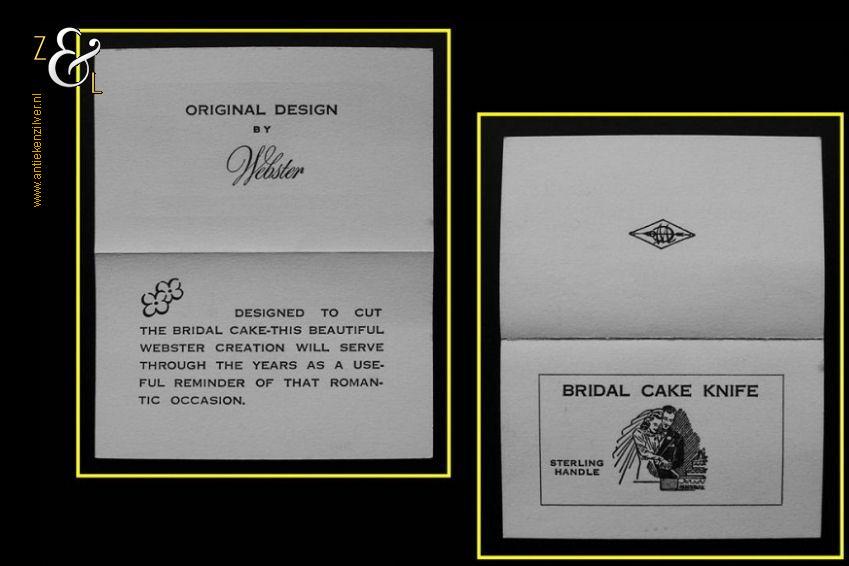 Z & L
www.antiekenzilver.nl
ORIGINAL DESIGN
BY
Webster
DESIGNED TO CUT
THE BRIDAL CAKE-THIS BEAUTIFUL
WEBSTER CREATION WILL SERVE
THROUGH THE YEARS AS A USE-
FUL REMINDER OF THAT ROMAN-
TIC OCCASION.
BRIDAL CAKE KNIFE
STERLING
HANDLE